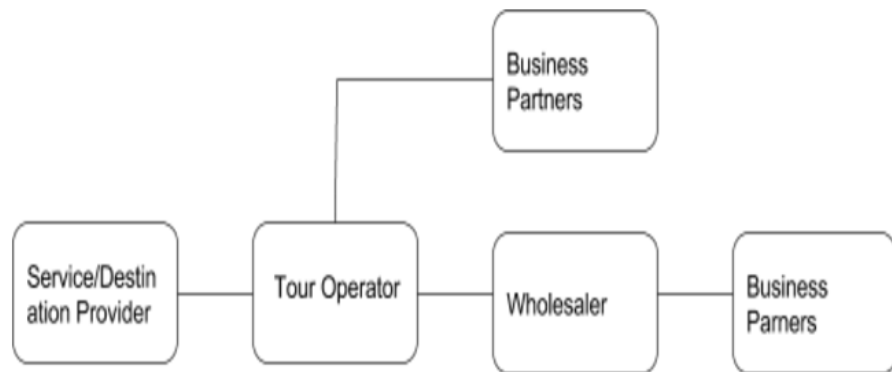 Business
Partners
Service/Destin
ation Provider
Tour Operator
Wholesaler
Business
Parners